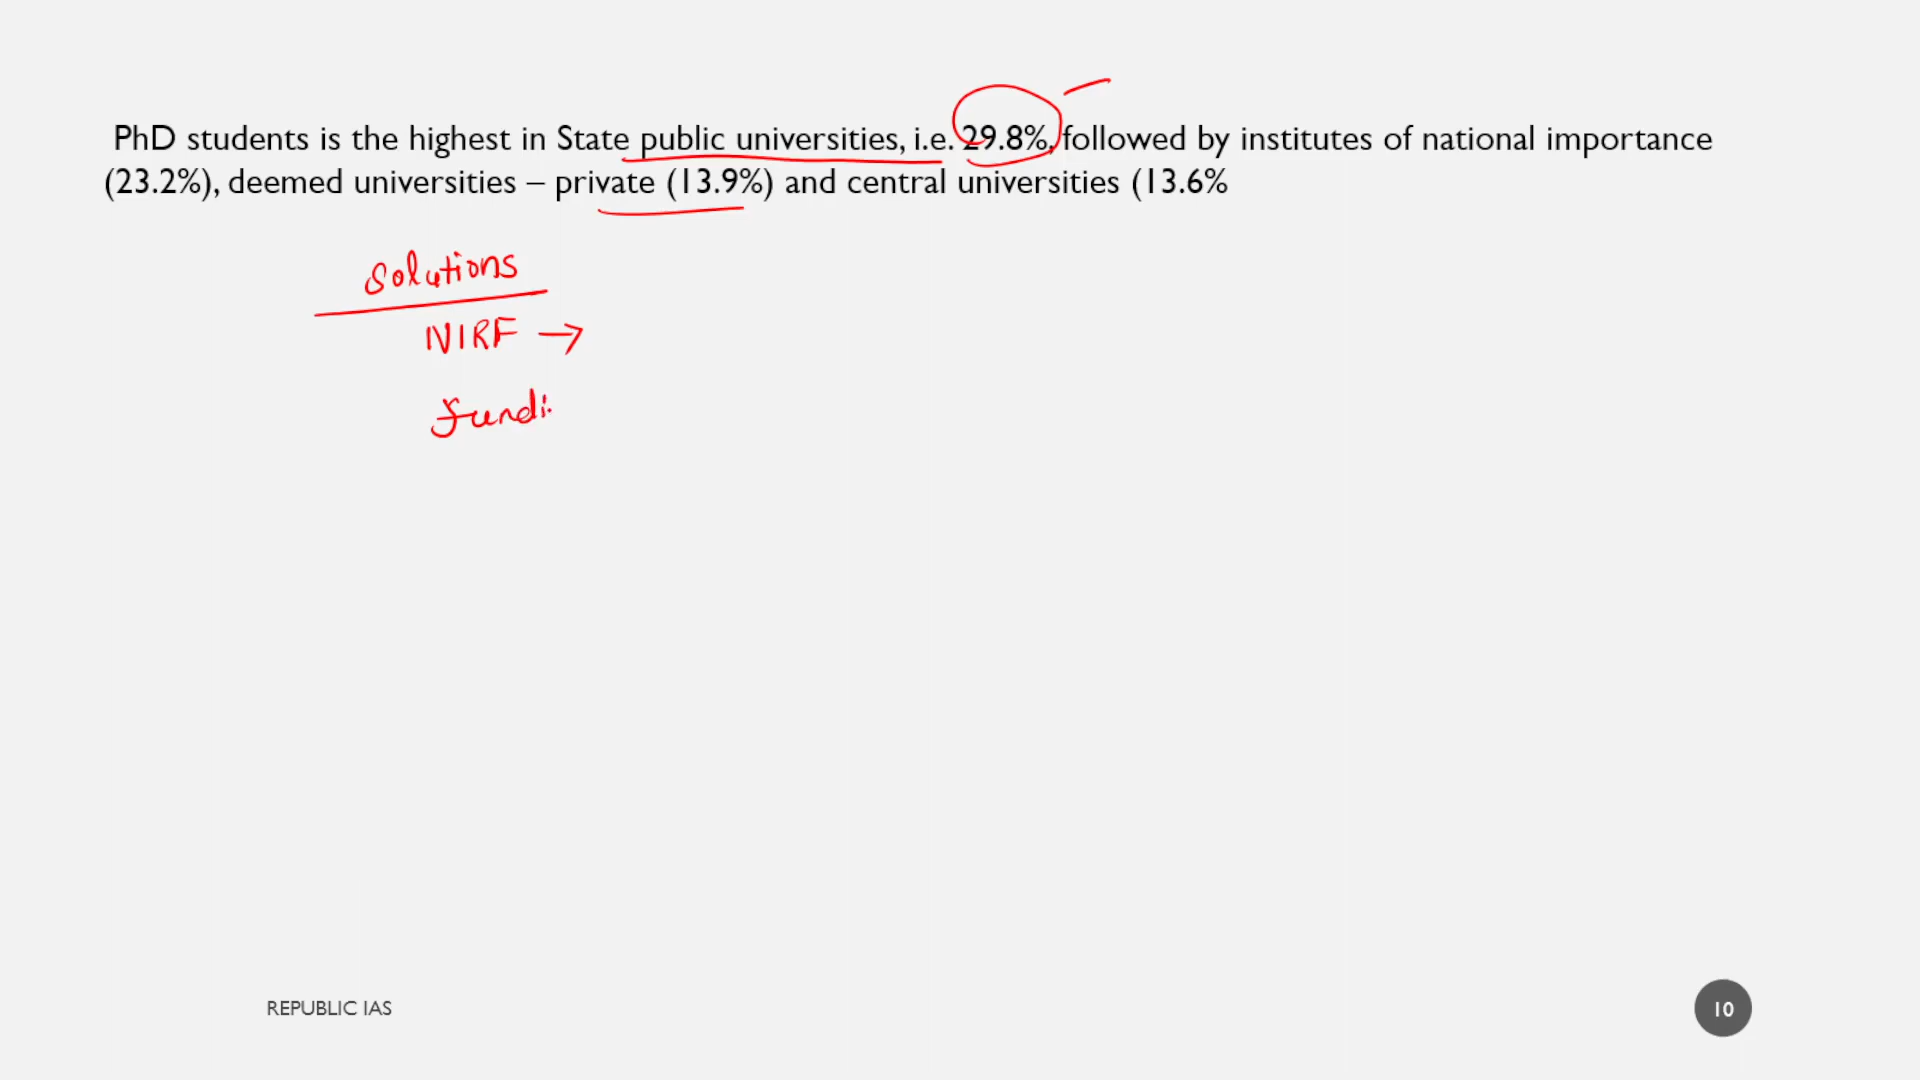 PhD students is the highest in State public universities, i.e. 29.8%, followed by institutes of national importance
(23.2%), deemed universities – private (13.9%) and central universities (13.6%
Solutions
NIRF →
fundi
REPUBLIC IAS
10